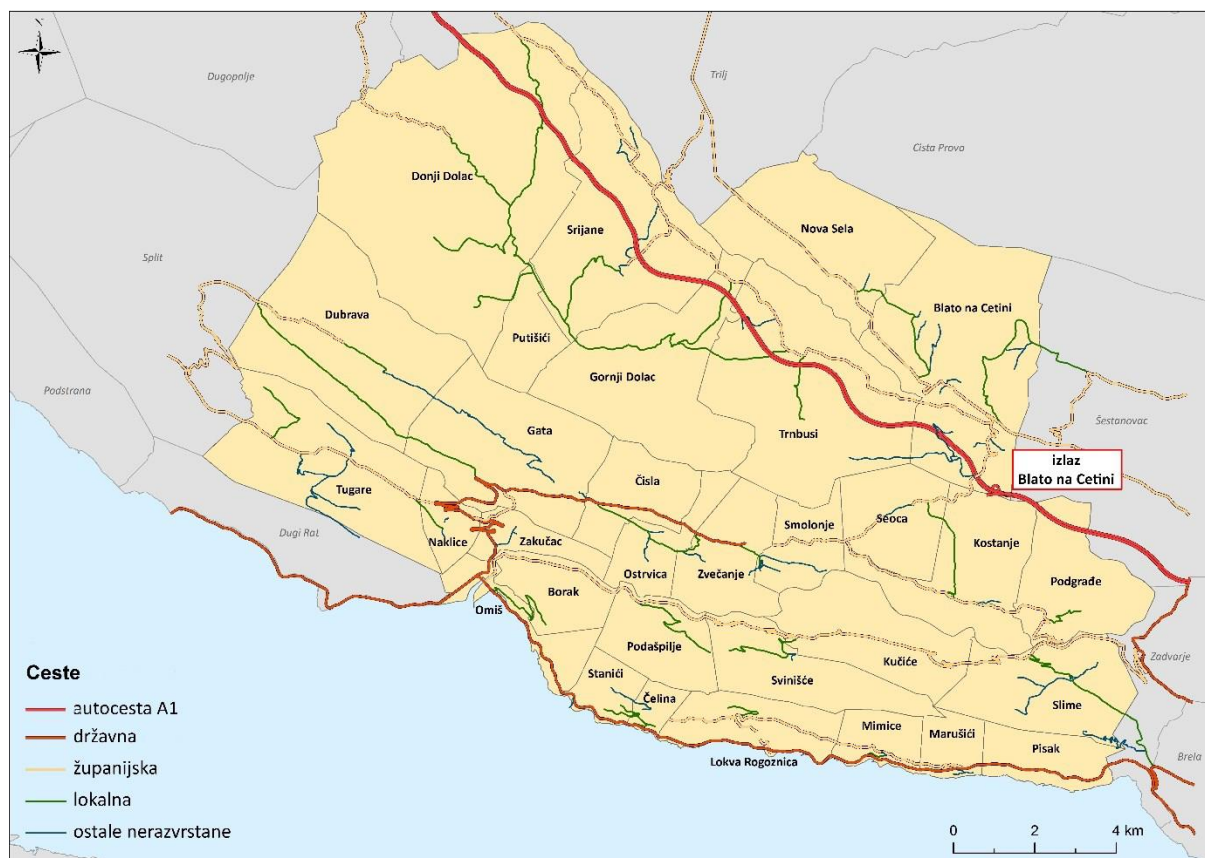 Dugopolje
Trilj
Cista Provo
Donji Dolac
Srijane
Nova Sela
Split
Dubrava
Blato na Cetini
Putišići
Gornji Dolac
Podstrana
Gata
Trnbusi
Šestanovac
izlaz
Blato na Cetini
Čisla
Tugare
Smolonje
Seoca
Dugi Rat
Naklice
Zakučac
Kostanje
Ostrvica
Zvečanje
Podgrađe
Borak
Omiš
Podašpilje
Kučiće
Zadvarje
Stanići
Svinišće
Čelina
Slime
Mimice
Marušići
Pisak
Brela
Lokva Rogoznica
Ceste
autocesta A1
državna
županijska
lokalna
ostale nerazvrstane
0 2 4 km